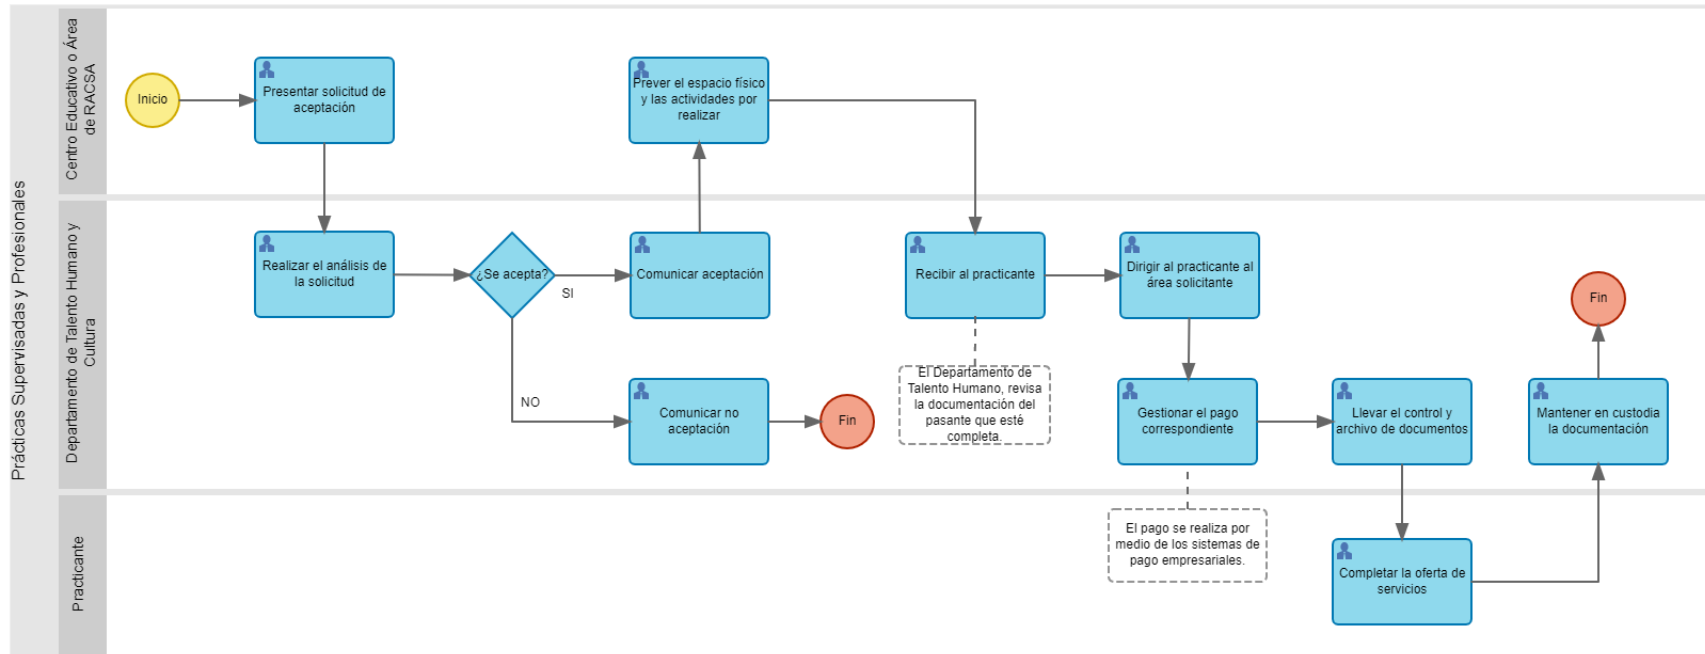 Prácticas Supervisadas y Profesionales
Centro Educativo o Área
de RACSA
Inicio
Presentar solicitud de
aceptación
Prever el espacio físico
y las actividades por
realizar
Departamento de Talento Humano y
Cultura
Realizar el análisis de
la solicitud
¿Se acepta?
SI
NO
Comunicar aceptación
Comunicar no
aceptación
Fin
Recibir al practicante
El Departamento de
Talento Humano, revisa
la documentación del
pasante que esté
completa.
Dirigir al practicante al
área solicitante
Gestionar el pago
correspondiente
El pago se realiza por
medio de los sistemas de
pago empresariales.
Llevar el control y
archivo de documentos
Mantener en custodia
la documentación
Fin
Practicante
Completar la oferta de
servicios